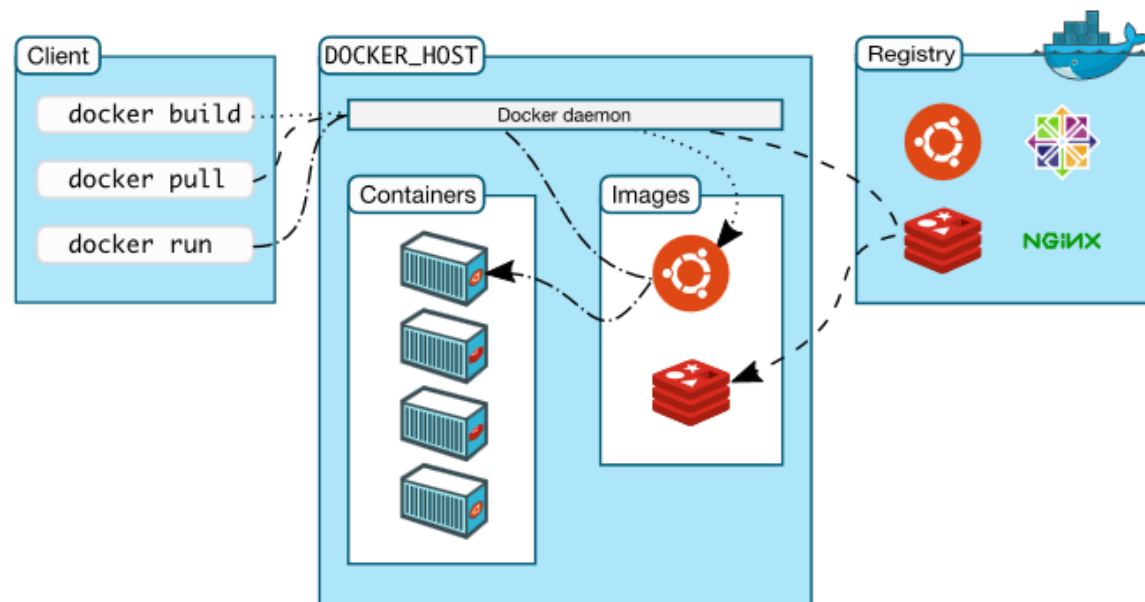 Client
docker build
docker pull
docker run
DOCKER_HOST
Docker daemon
Containers
Images
Registry
NGiNX